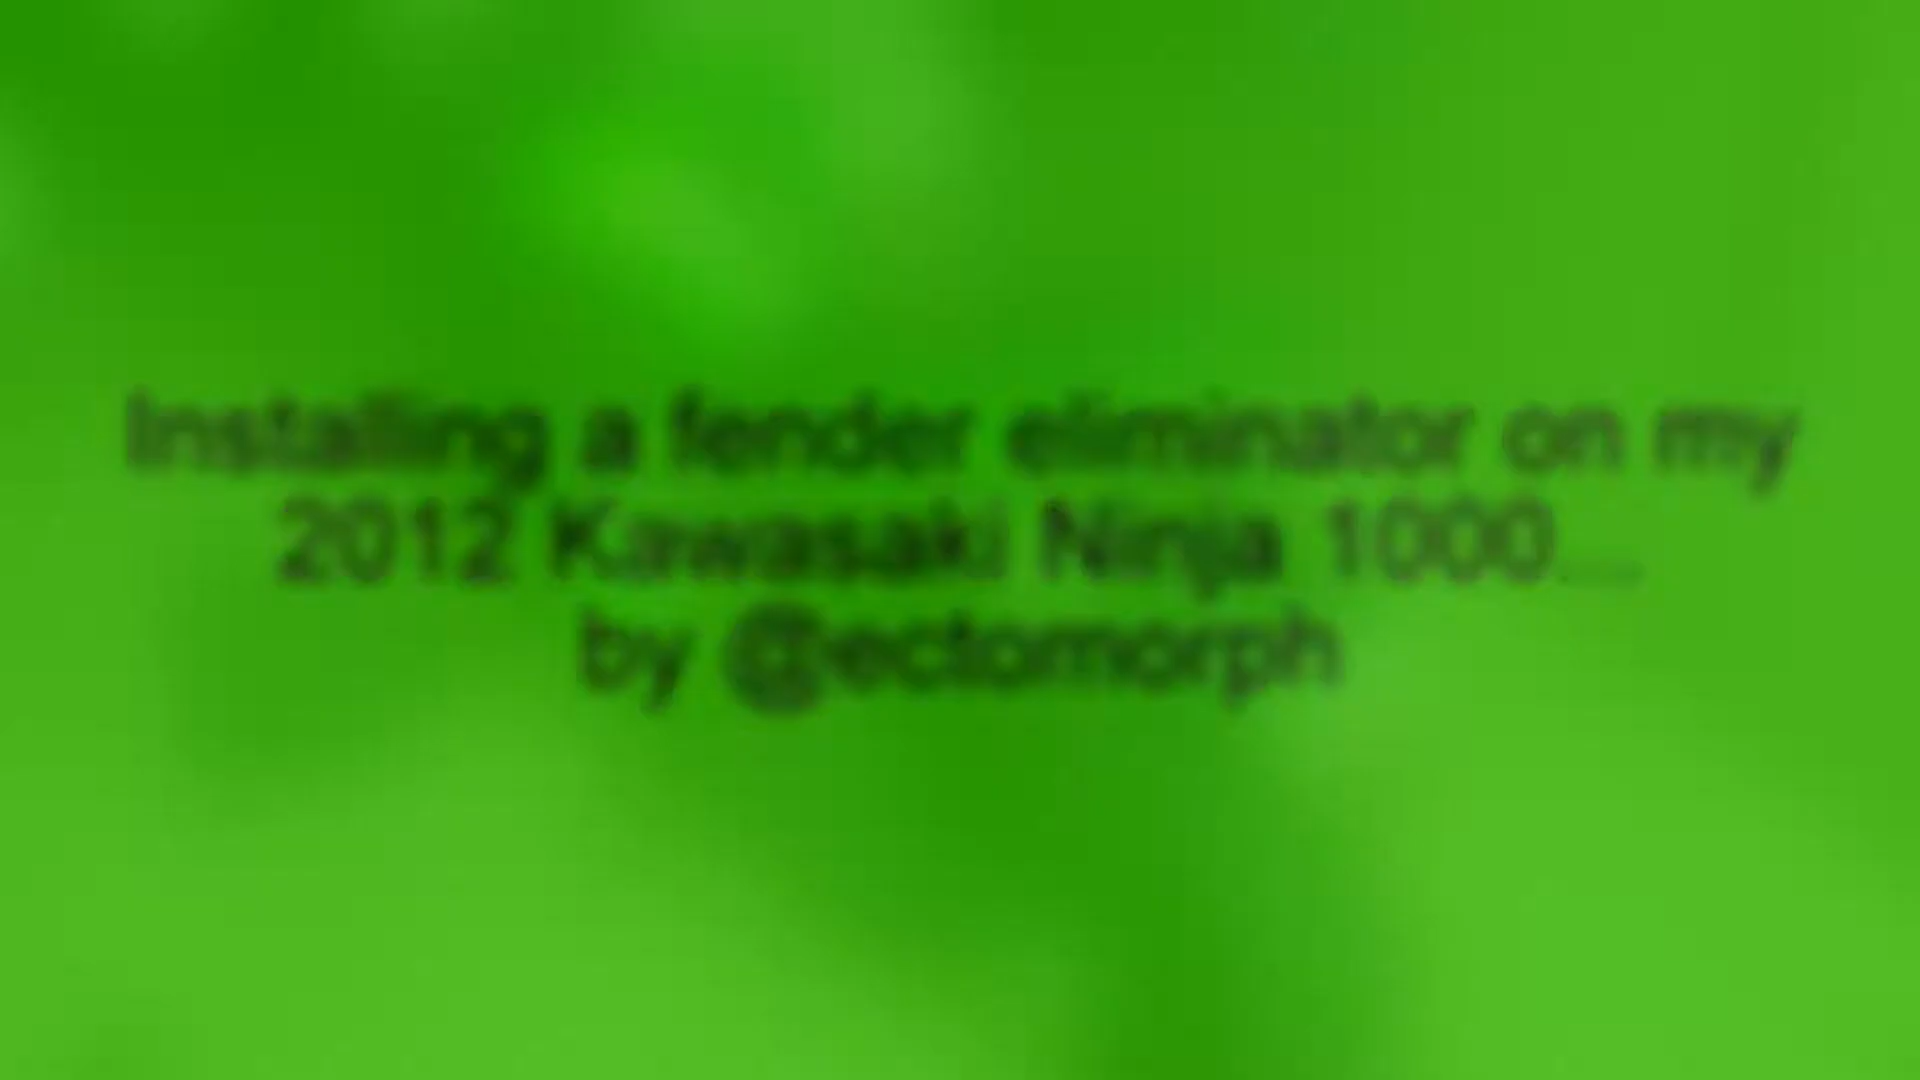 Installing a fender eliminator on my
2012 Kawasaki Ninja 1000...
by @ectomorph